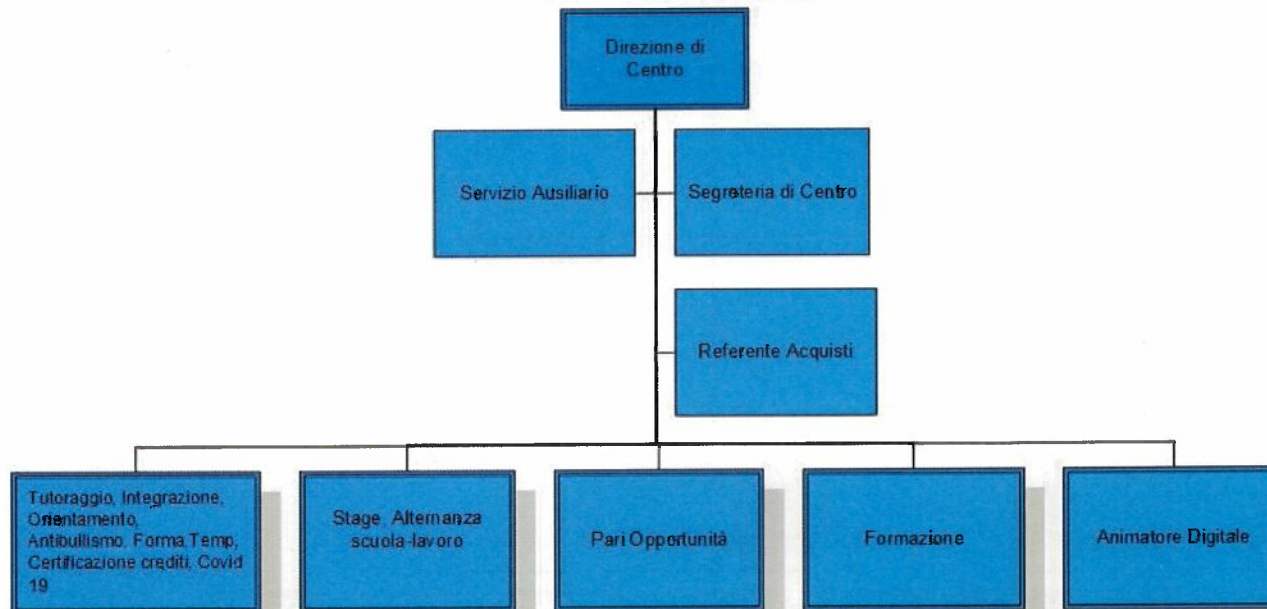 Direzione di
Centro
Servizio Ausiliario
Segreteria di Centro
Referente Acquisti
Tutoraggio, Integrazione,
Orientamento,
Antibullismo, Forma Temp,
Certificazione crediti, Covid
19
Stage, Alternanza
scuola-lavoro
Pari Opportunità
Formazione
Animatore Digitale